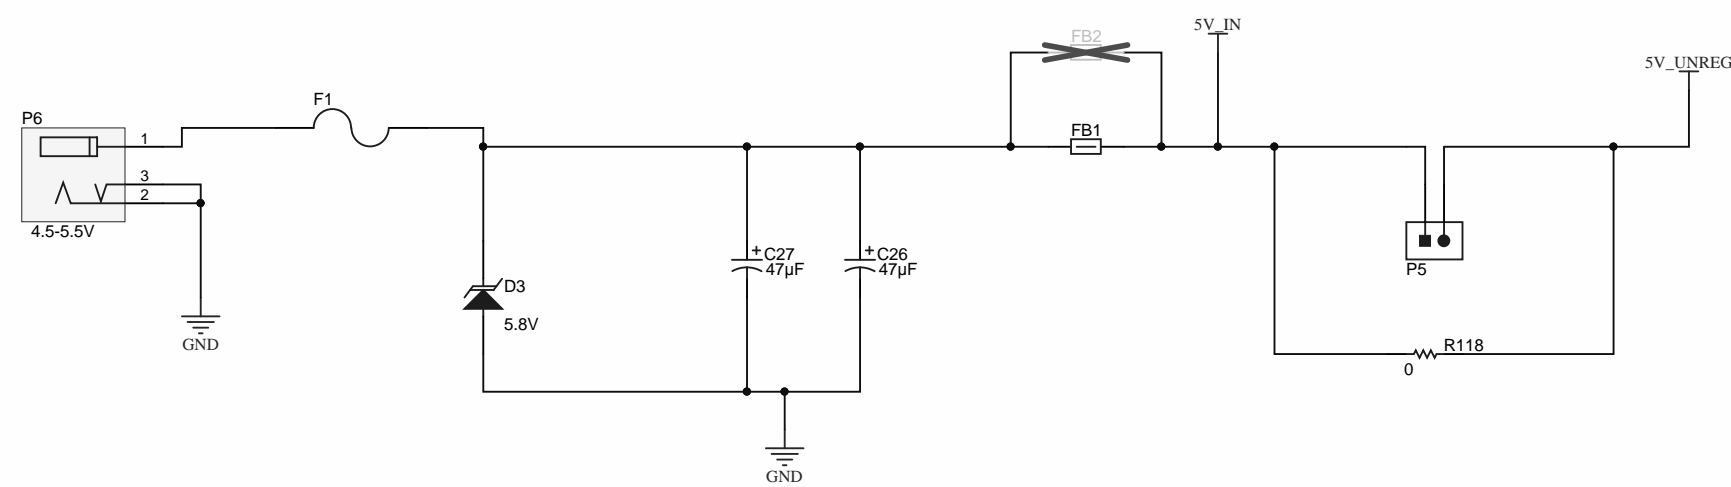 5V_IN
FB2
5V_UNREG
F1
P6
FB1
1
3
2
4.5-5.5V
C27
47µF
C26
47µF
P5
D3
5.8V
GND
R118
0
GND